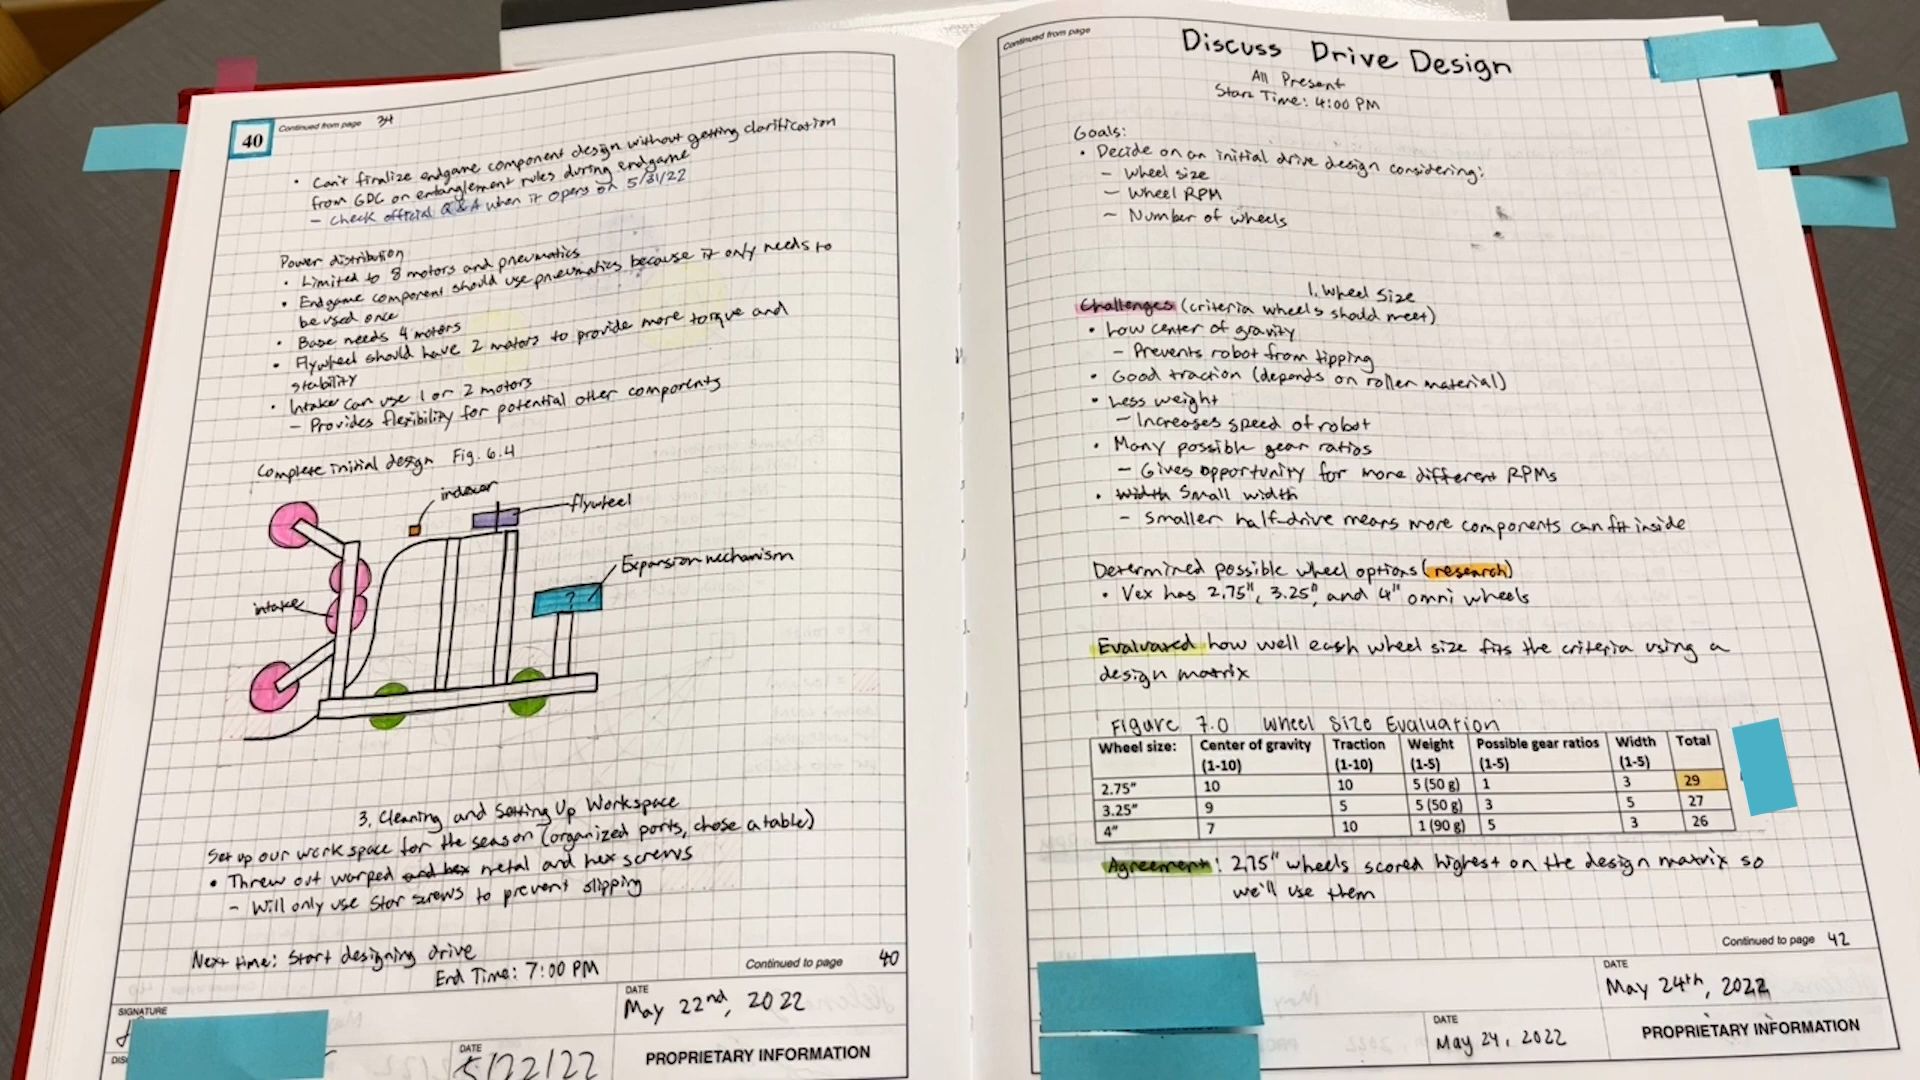 40
Continued from page 34
• Can't finalize endgame component design without getting clarification
from GDC on entanglement rules during endgame
– Check official Q & A when it opens on 5/31/22
Power distribution
• Limited to 8 motors and pneumatics
• Endgame component should use pneumatics because it only needs to
be used once
• Base needs 4 motors
• Flywheel should have 2 motors to provide more torque and
stability
• Intake can use 1 or 2 motors
– Provides flexibility for potential other components
Complete initial design Fig. 6.4
indexer
flywheel
Expansion mechanism
?
intake
3. Cleaning and Setting Up Workspace
Set up our work space for the season (organized parts, chose a table)
• Threw out warped and hex metal and hex screws
– Will only use star screws to prevent slipping
Next time: Start designing drive
End Time: 7:00 PM
Continued to page 40
SIGNATURE
DATE
May 22nd, 2022
DATE
5/22/22
PROPRIETARY INFORMATION
Continued from page
Discuss Drive Design
All Present
Start Time: 4:00 PM
Goals:
• Decide on an initial drive design considering:
– Wheel size
– Wheel RPM
– Number of wheels
1. Wheel Size
Challenges (criteria wheels should meet)
• Low center of gravity
– Prevents robot from tipping
• Good traction (depends on roller material)
• Less weight
– Increases speed of robot
• Many possible gear ratios
– Gives opportunity for more different RPMs
• Width Small width
– Smaller half-drive means more components can fit inside
Determined possible wheel options (research)
• Vex has 2.75", 3.25", and 4" omni wheels
Evaluated how well each wheel size fits the criteria using a
design matrix
Figure 7.0 Wheel Size Evaluation
Wheel size: Center of gravity (1-10) Traction (1-10) Weight (1-5) Possible gear ratios (1-5) Width (1-5) Total
2.75" 10 10 5 (50 g) 1 3 29
3.25" 9 5 5 (50 g) 3 5 27
4" 7 10 1 (90 g) 5 3 26
Agreement: 2.75" wheels scored highest on the design matrix so
we'll use them
Continued to page 42
DATE
May 24th, 2022
DATE
May 24, 2022
PROPRIETARY INFORMATION